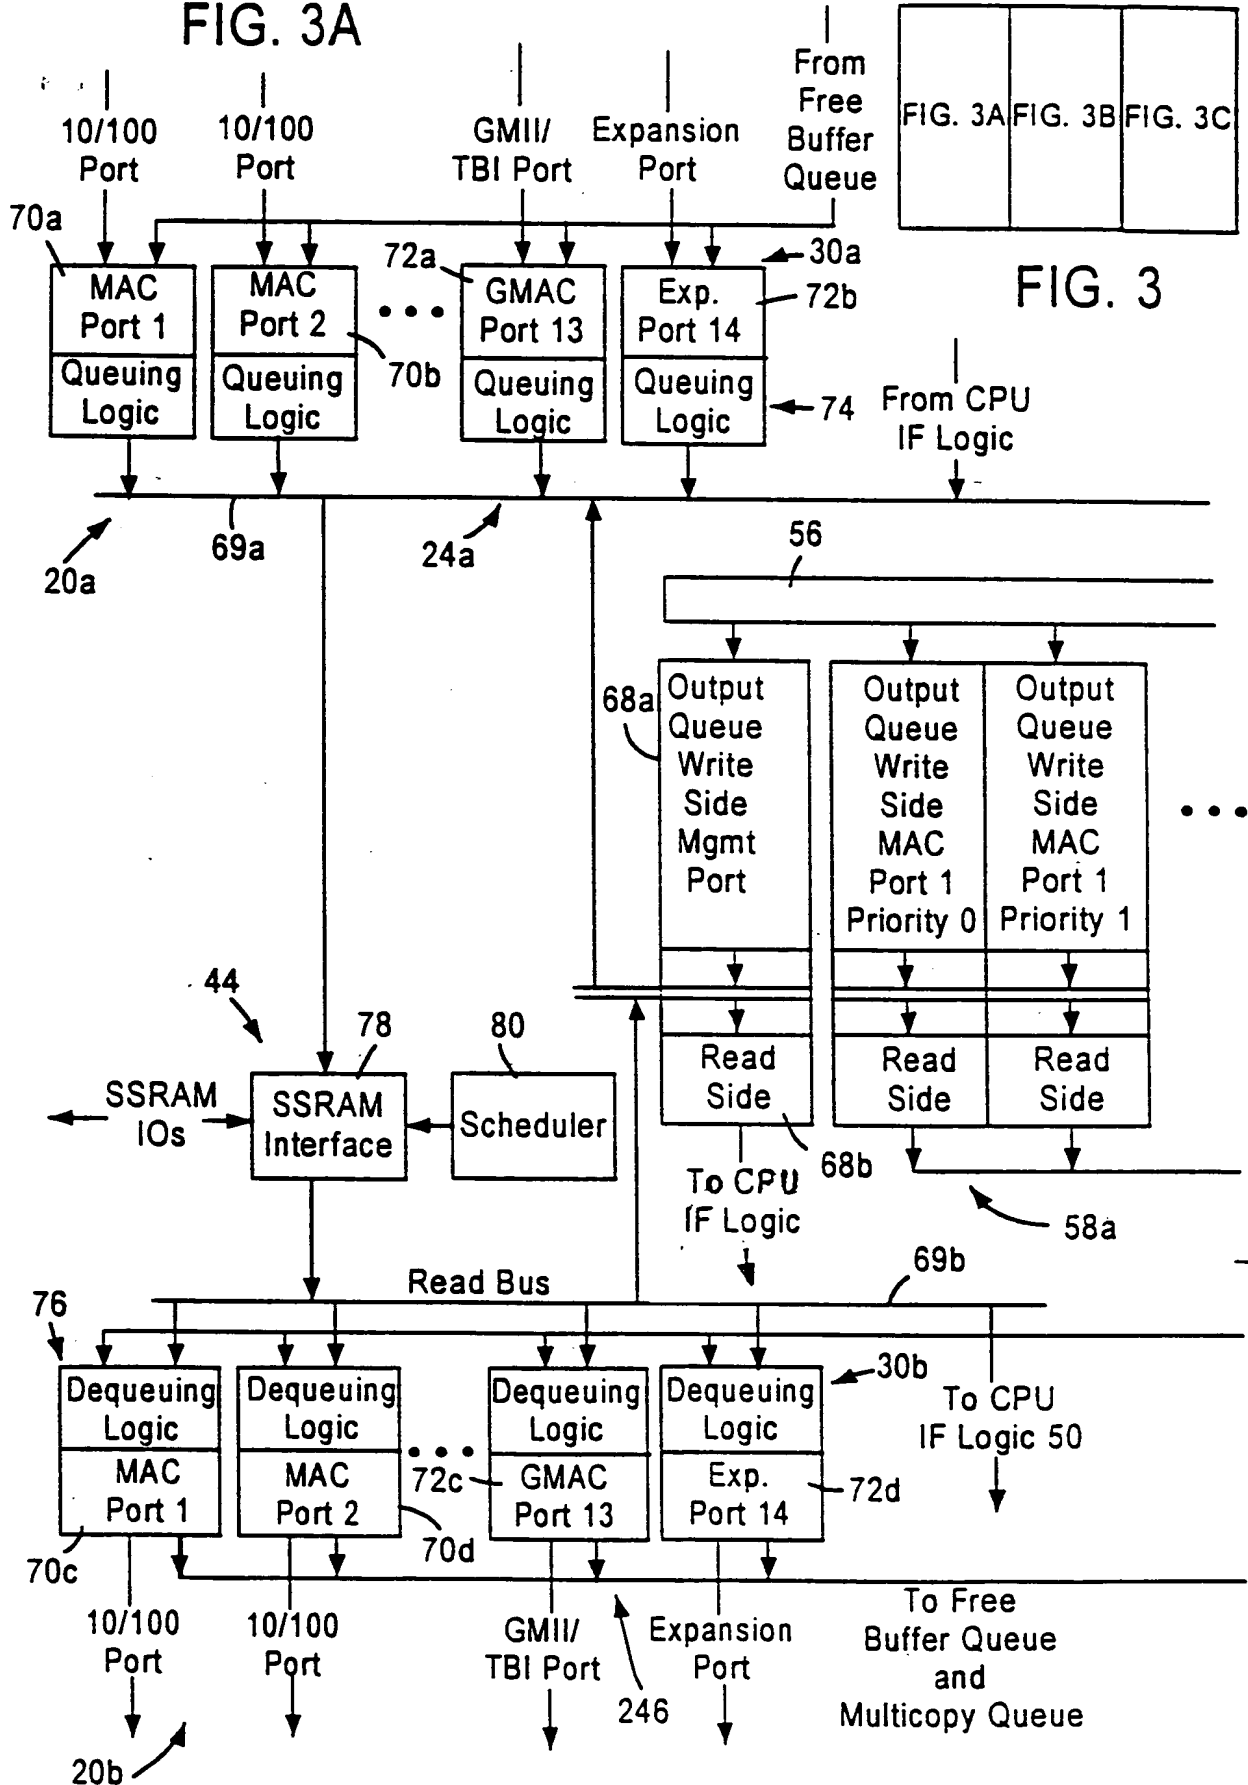 FIG. 3A
From
Free
Buffer
Queue
FIG. 3A FIG. 3B FIG. 3C
FIG. 3
10/100
Port
10/100
Port
GMII/
TBI Port
Expansion
Port
70a
72a
30a
72b
MAC
Port 1
Queuing
Logic
MAC
Port 2
Queuing
Logic
70b
GMAC
Port 13
Queuing
Logic
Exp.
Port 14
Queuing
Logic
74
From CPU
IF Logic
20a
69a
24a
56
68a
Output
Queue
Write
Side
Mgmt
Port
Output
Queue
Write
Side
MAC
Port 1
Priority 0
Output
Queue
Write
Side
MAC
Port 1
Priority 1
44
78
80
SSRAM
IOs
SSRAM
Interface
Scheduler
Read
Side
Read
Side
Read
Side
68b
To CPU
IF Logic
58a
Read Bus
69b
76
30b
Dequeuing
Logic
MAC
Port 1
Dequeuing
Logic
MAC
Port 2
Dequeuing
Logic
GMAC
Port 13
Dequeuing
Logic
Exp.
Port 14
72c
72d
To CPU
IF Logic 50
70c
70d
10/100
Port
10/100
Port
GMII/
TBI Port
Expansion
Port
246
To Free
Buffer Queue
and
Multicopy Queue
20b